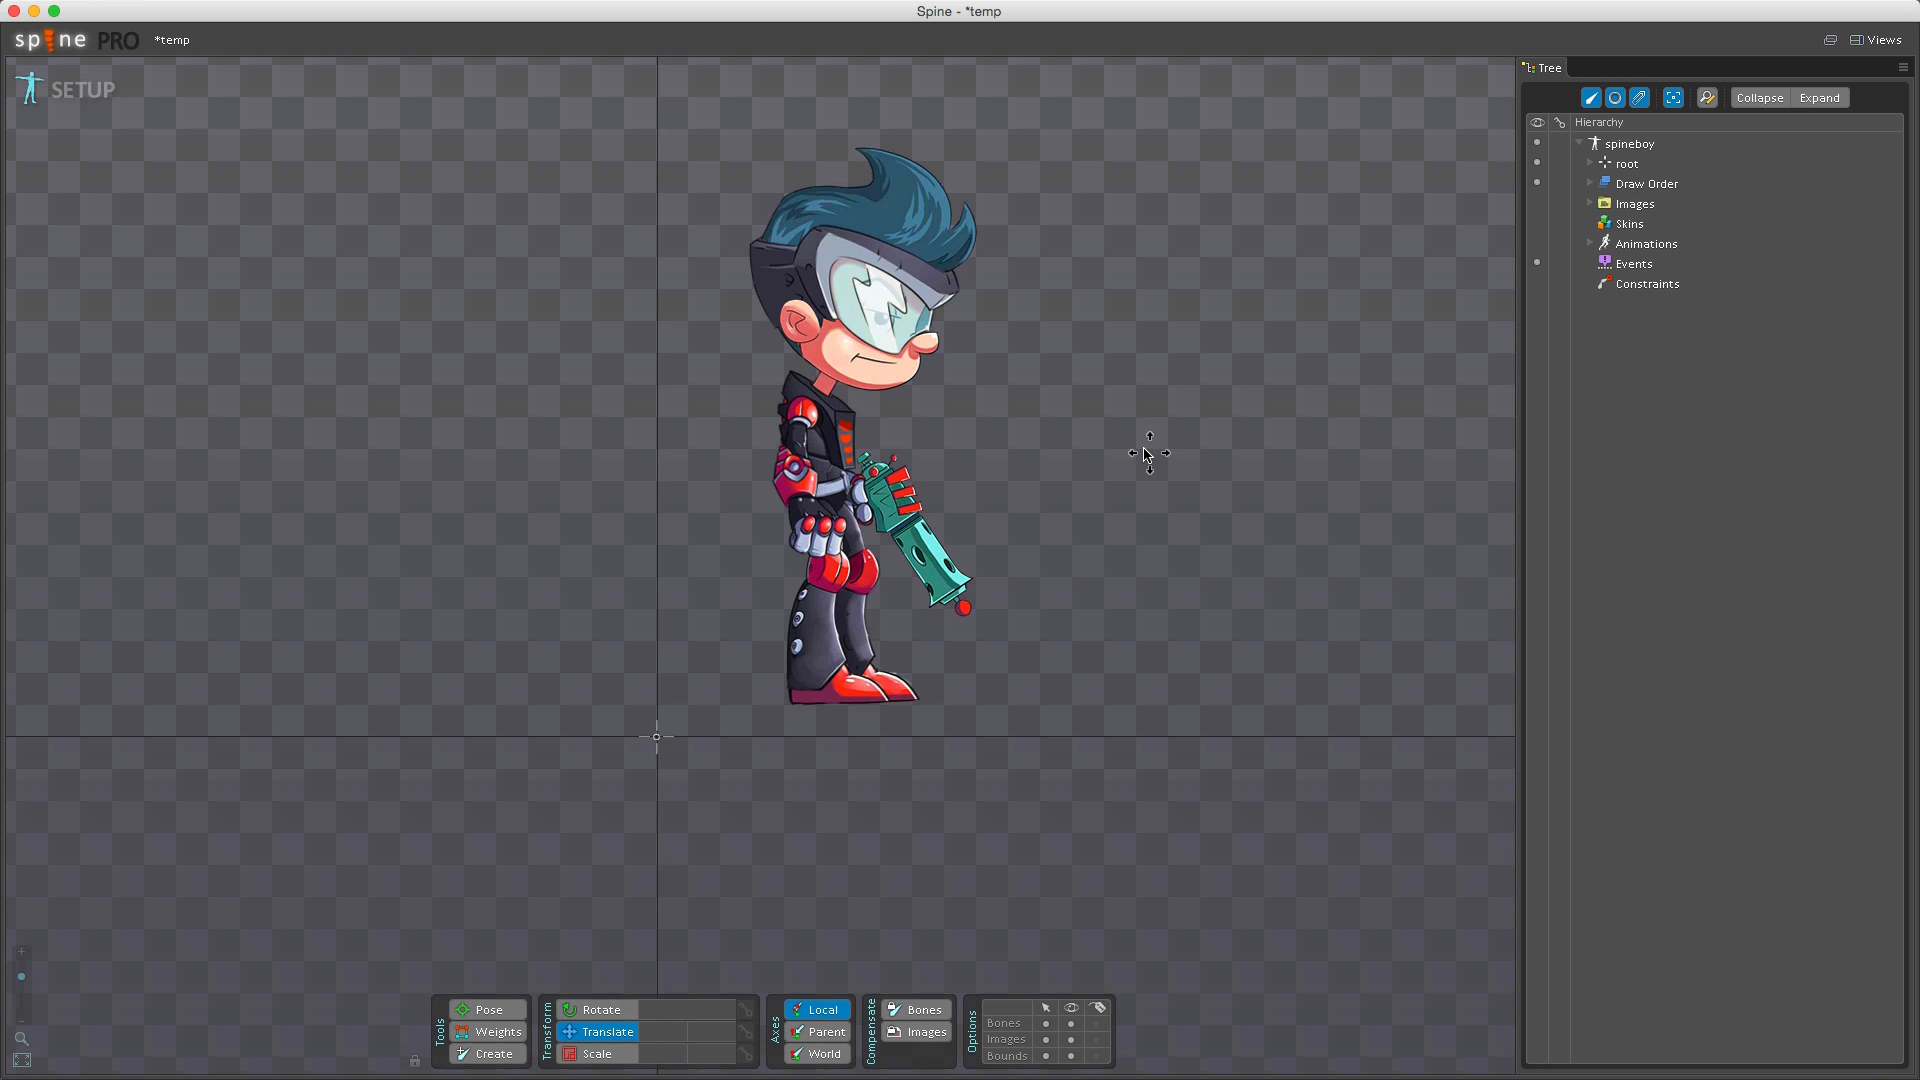 Spine - *temp
spine PRO *temp Views
SETUP
Tree
Collapse Expand
Hierarchy
spineboy
root
Draw Order
Images
Skins
Animations
Events
Constraints
Tools
Pose
Weights
Create
Transform
Rotate
Translate
Scale
Axes
Local
Parent
World
Compensate
Bones
Images
Options
Bones
Images
Bounds